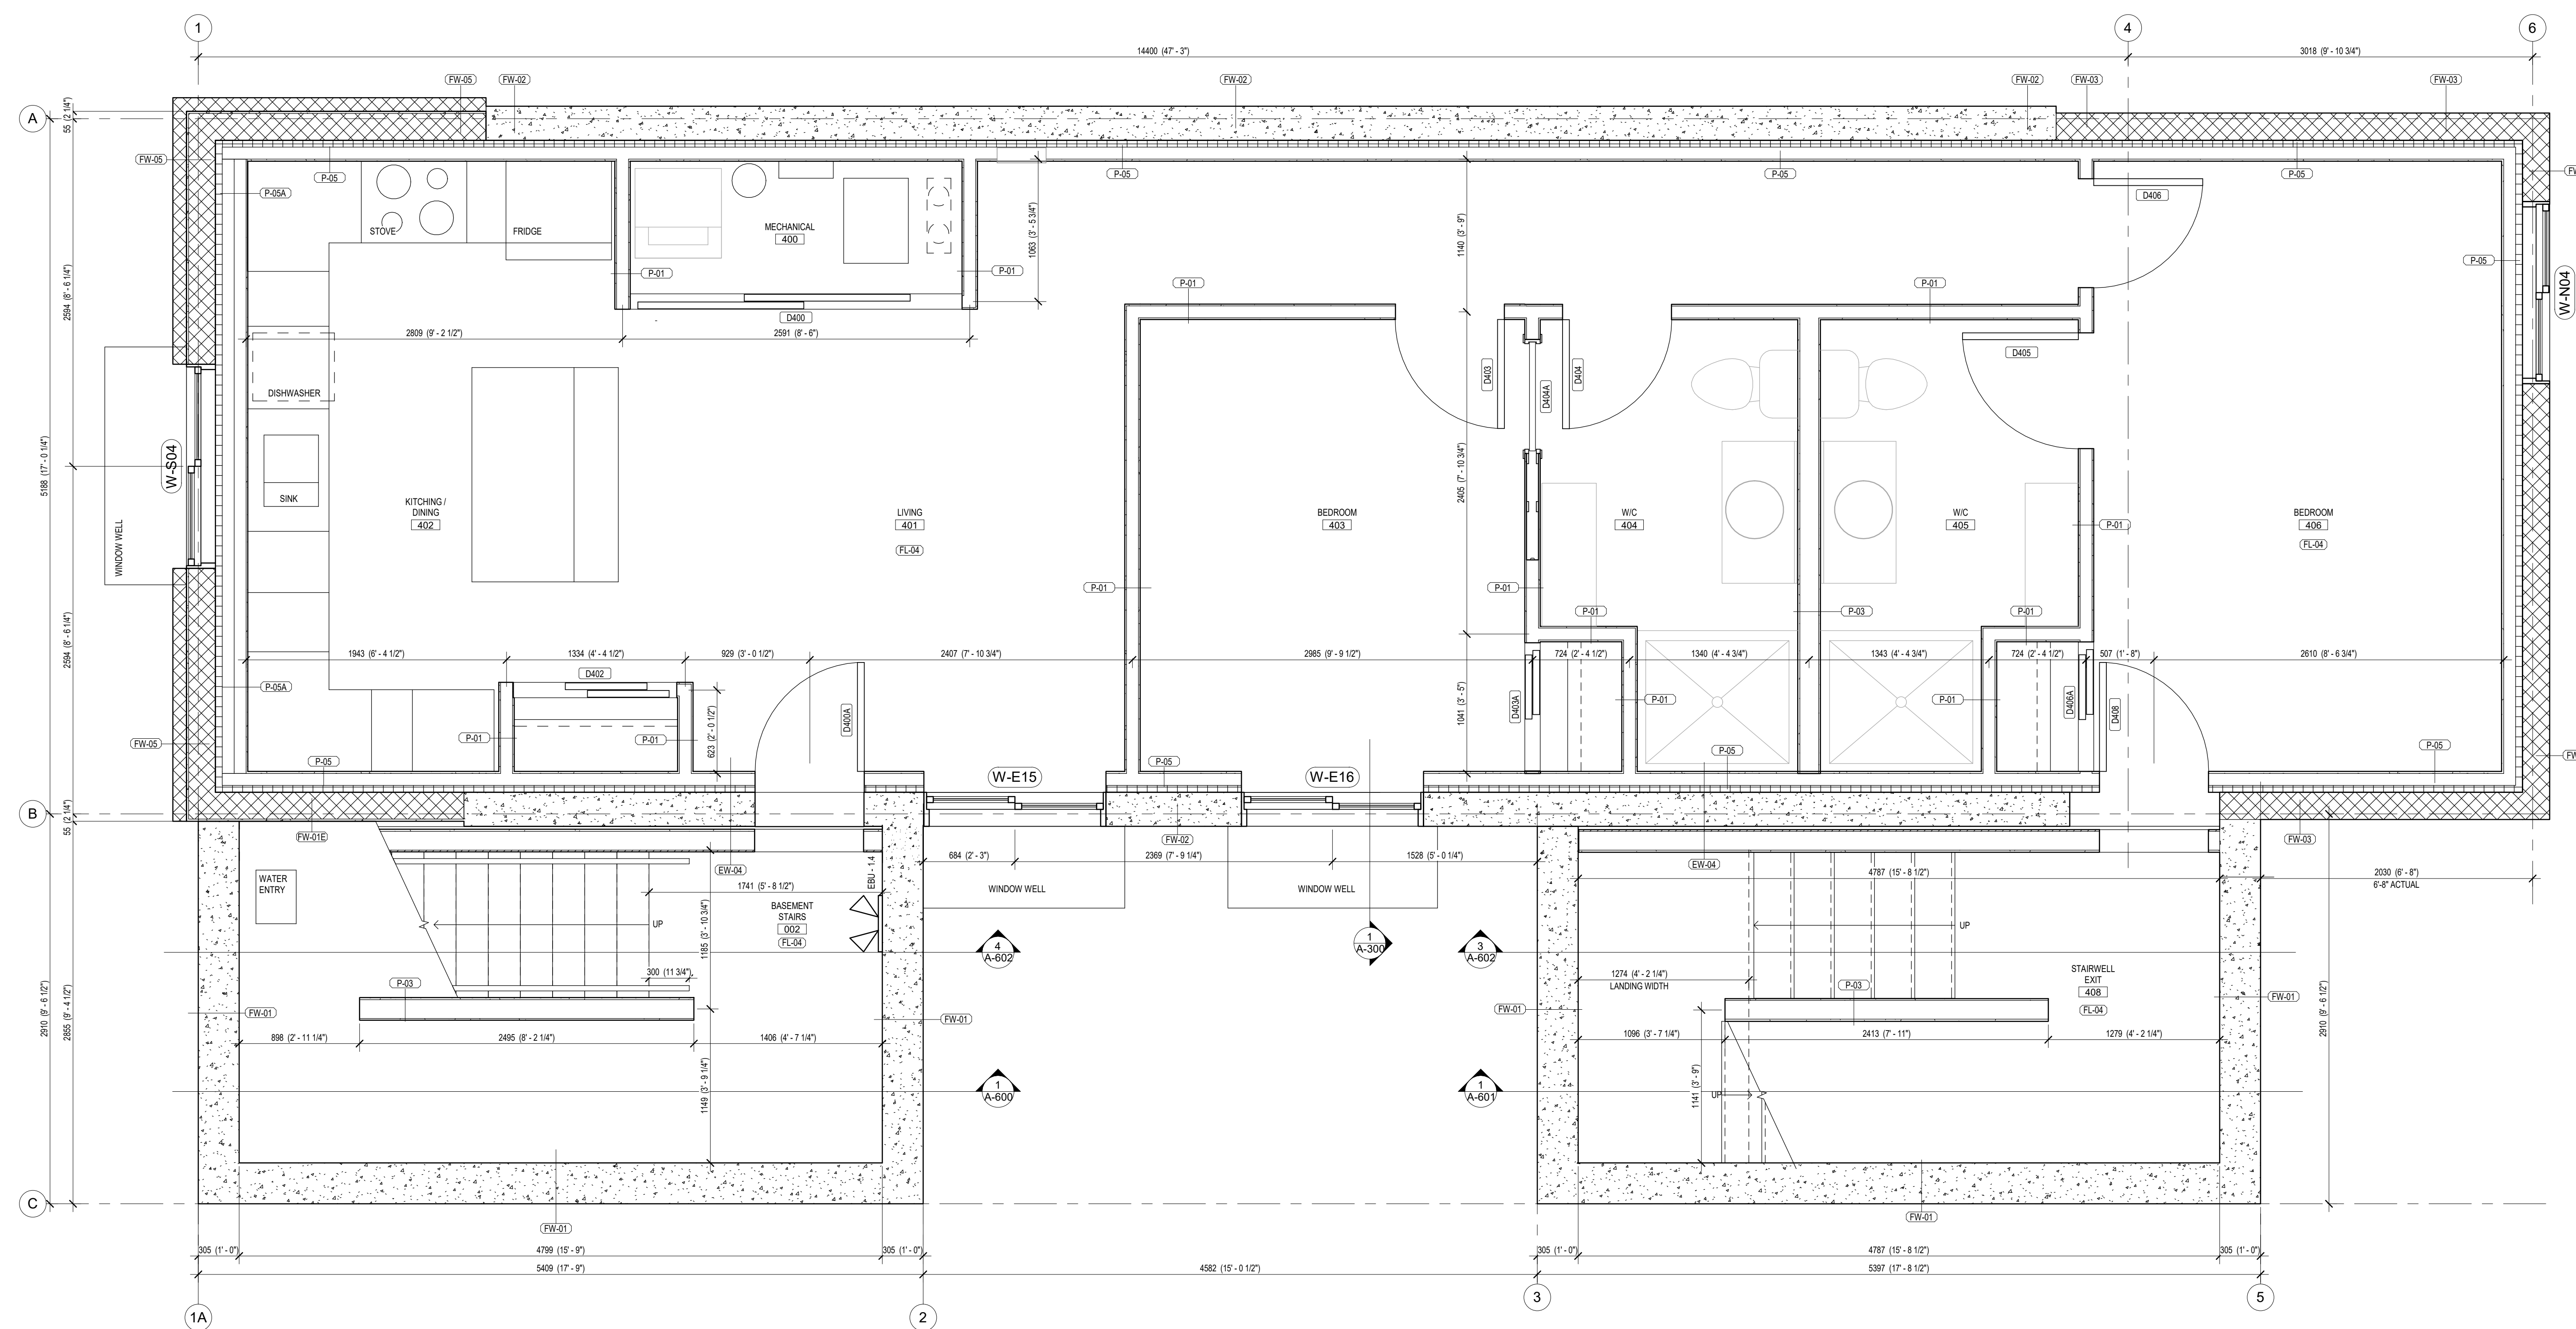 1
4
6
14400 (47' - 3")
3018 (9' - 10 3/4")
FW-05
FW-02
FW-02
FW-02
FW-03
FW-03
A
55 (2 1/4")
FW-05
P-05A
P-05
P-05
P-05
P-05
D406
STOVE
FRIDGE
MECHANICAL
400
1063 (3' - 5 3/4")
1140 (3' - 9")
P-01
P-01
P-05
W-N04
P-01
P-01
D400
2594 (8' - 6 1/4")
2809 (9' - 2 1/2")
2591 (8' - 6")
D403
D404A
D404
D405
DISHWASHER
5188 (17' - 0 1/4")
W-S04
SINK
WINDOW WELL
KITCHING /
DINING
402
LIVING
401
FL-04
BEDROOM
403
2405 (7' - 10 3/4")
W/C
404
W/C
405
P-01
BEDROOM
406
FL-04
P-01
P-01
P-01
P-03
P-01
2594 (8' - 6 1/4")
1943 (6' - 4 1/2")
1334 (4' - 4 1/2")
929 (3' - 0 1/2")
2407 (7' - 10 3/4")
2985 (9' - 9 1/2")
724 (2' - 4 1/2")
1340 (4' - 4 3/4")
1343 (4' - 4 3/4")
724 (2' - 4 1/2")
507 (1' - 8")
2610 (8' - 6 3/4")
D402
P-05A
P-01
P-01
D403A
D406A
D408
D400A
1041 (3' - 5")
623 (2' - 0 1/2")
P-01
P-01
FW-05
P-05
P-05
P-05
P-05
W-E15
W-E16
B
55 (2 1/4")
FW-01E
FW-02
FW-03
EW-04
EW-04
684 (2' - 3")
2369 (7' - 9 1/4")
1528 (5' - 0 1/4")
WATER
ENTRY
EBU - 1.4
1741 (5' - 8 1/2")
WINDOW WELL
WINDOW WELL
4787 (15' - 8 1/2")
2030 (6' - 8")
6'-8" ACTUAL
BASEMENT
STAIRS
002
FL-04
UP
UP
1185 (3' - 10 3/4")
4
A-602
1
A-300
3
A-602
300 (11 3/4")
1274 (4' - 2 1/4")
LANDING WIDTH
STAIRWELL
EXIT
408
FL-04
P-03
P-03
FW-01
FW-01
FW-01
FW-01
2910 (9' - 6 1/2")
2855 (9' - 4 1/2")
2910 (9' - 6 1/2")
898 (2' - 11 1/4")
2495 (8' - 2 1/4")
1406 (4' - 7 1/4")
1096 (3' - 7 1/4")
2413 (7' - 11")
1279 (4' - 2 1/4")
1149 (3' - 9 1/4")
1
A-600
1
A-601
UP
1141 (3' - 9")
C
FW-01
FW-01
305 (1' - 0")
4799 (15' - 9")
305 (1' - 0")
305 (1' - 0")
4787 (15' - 8 1/2")
305 (1' - 0")
5409 (17' - 9")
4582 (15' - 0 1/2")
5397 (17' - 8 1/2")
1A
2
3
5